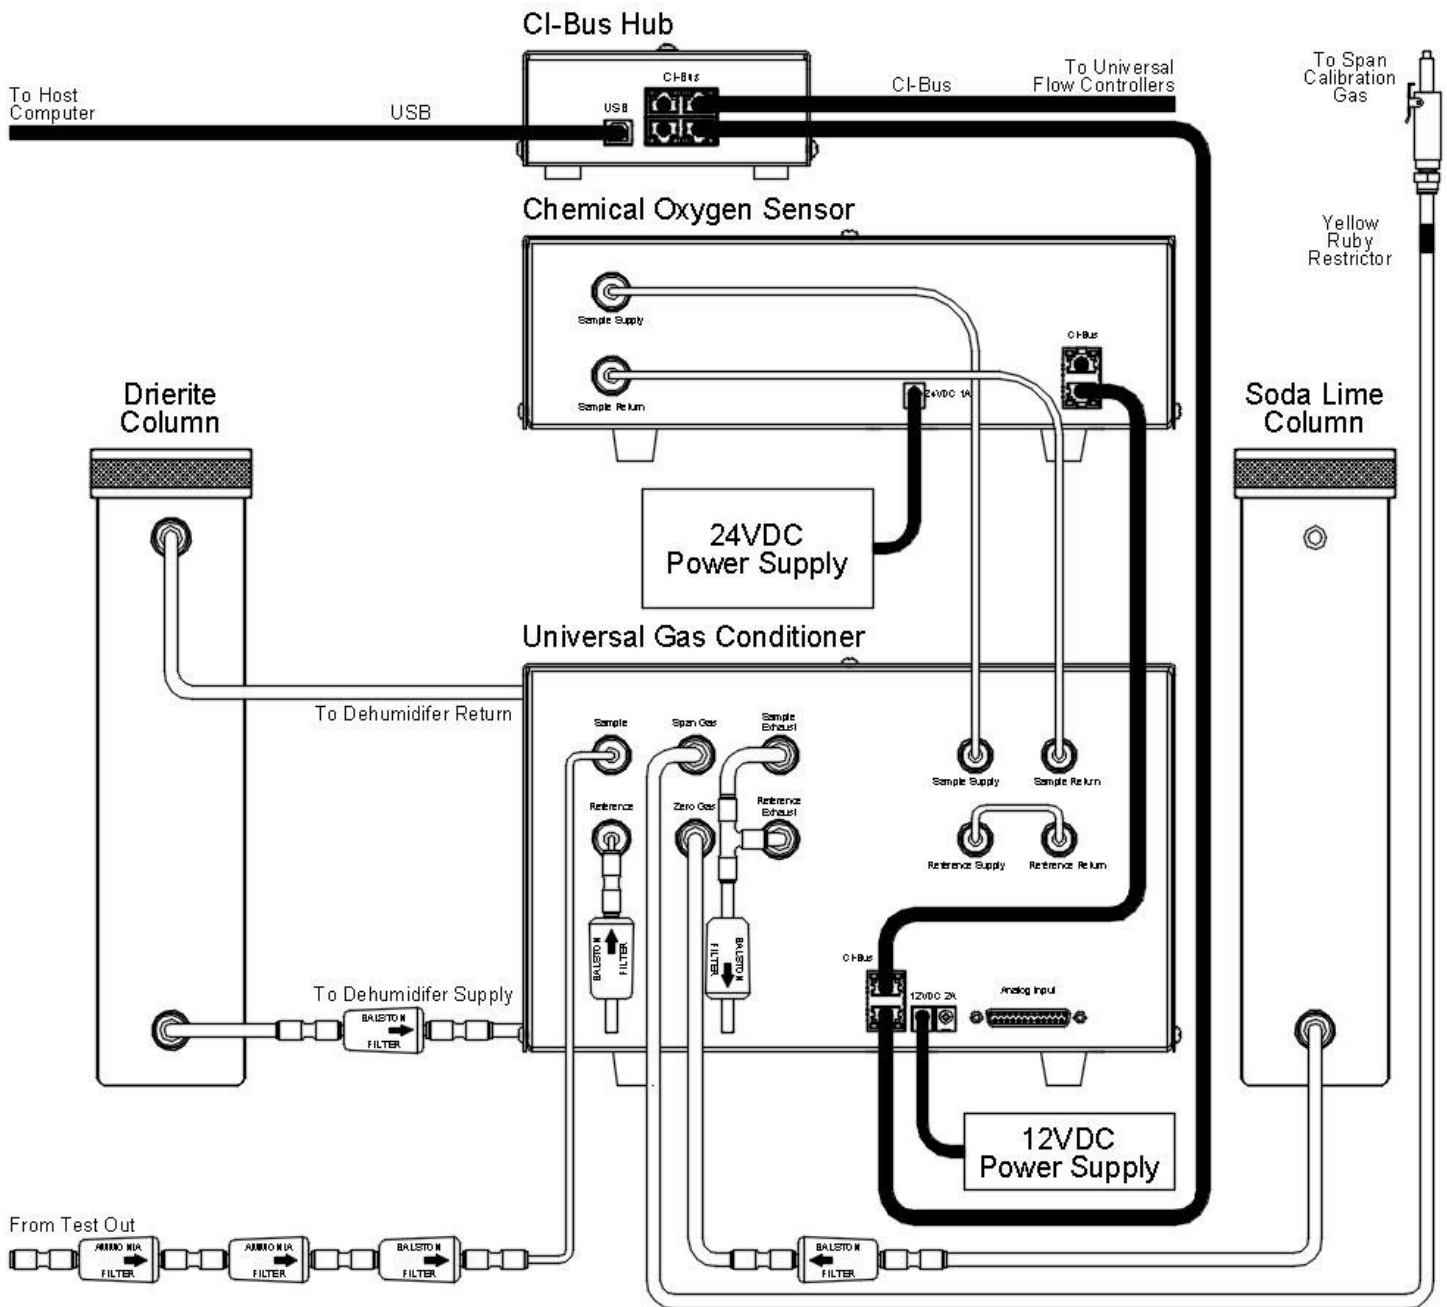 CI-Bus Hub
To Host
Computer
USB
USB
CI-Bus
CI-Bus
To Universal
Flow Controllers
To Span
Calibration
Gas
Yellow
Ruby
Restrictor
Chemical Oxygen Sensor
Sample Supply
Sample Return
24VDC 1A
CI-Bus
Drierite
Column
Soda Lime
Column
24VDC
Power Supply
Universal Gas Conditioner
To Dehumidifer Return
Sample
Span Gas
Sample
Exhaust
Sample Supply
Sample Return
Reference
Zero Gas
Reference
Exhaust
Reference Supply
Reference Return
BALSTON
FILTER
BALSTON
FILTER
CI-Bus
12VDC 2A
Analog Input
To Dehumidifer Supply
BALSTON
FILTER
12VDC
Power Supply
From Test Out
AMMONIA
FILTER
AMMONIA
FILTER
BALSTON
FILTER
BALSTON
FILTER